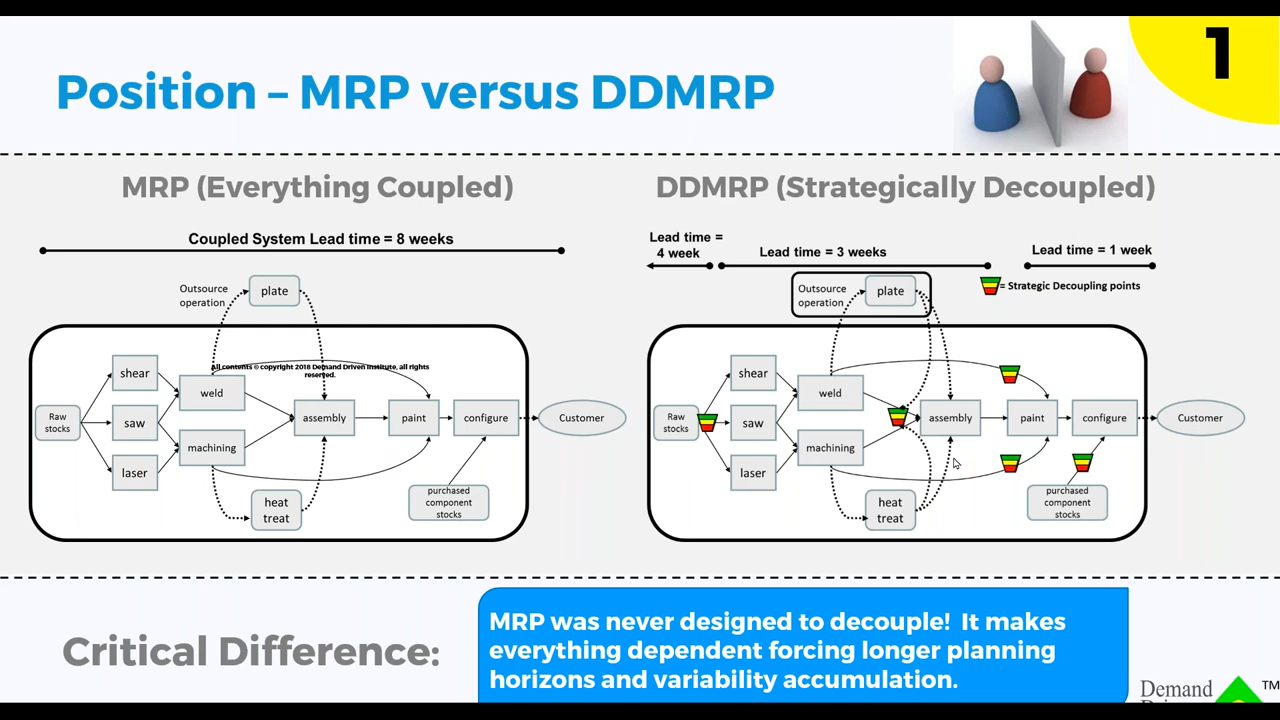 1
Position – MRP versus DDMRP
MRP (Everything Coupled)
Coupled System Lead time = 8 weeks
Outsource
operation
plate
All contents © copyright 2018 Demand Driven Institute, all rights
reserved.
shear
weld
Raw
stocks
saw
assembly
paint
configure
Customer
machining
laser
heat
treat
purchased
component
stocks
DDMRP (Strategically Decoupled)
Lead time =
4 week
Lead time = 3 weeks
Lead time = 1 week
= Strategic Decoupling points
Outsource
operation
plate
shear
weld
Raw
stocks
saw
assembly
paint
configure
Customer
machining
laser
heat
treat
purchased
component
stocks
Critical Difference:
MRP was never designed to decouple! It makes
everything dependent forcing longer planning
horizons and variability accumulation.
Demand
TM